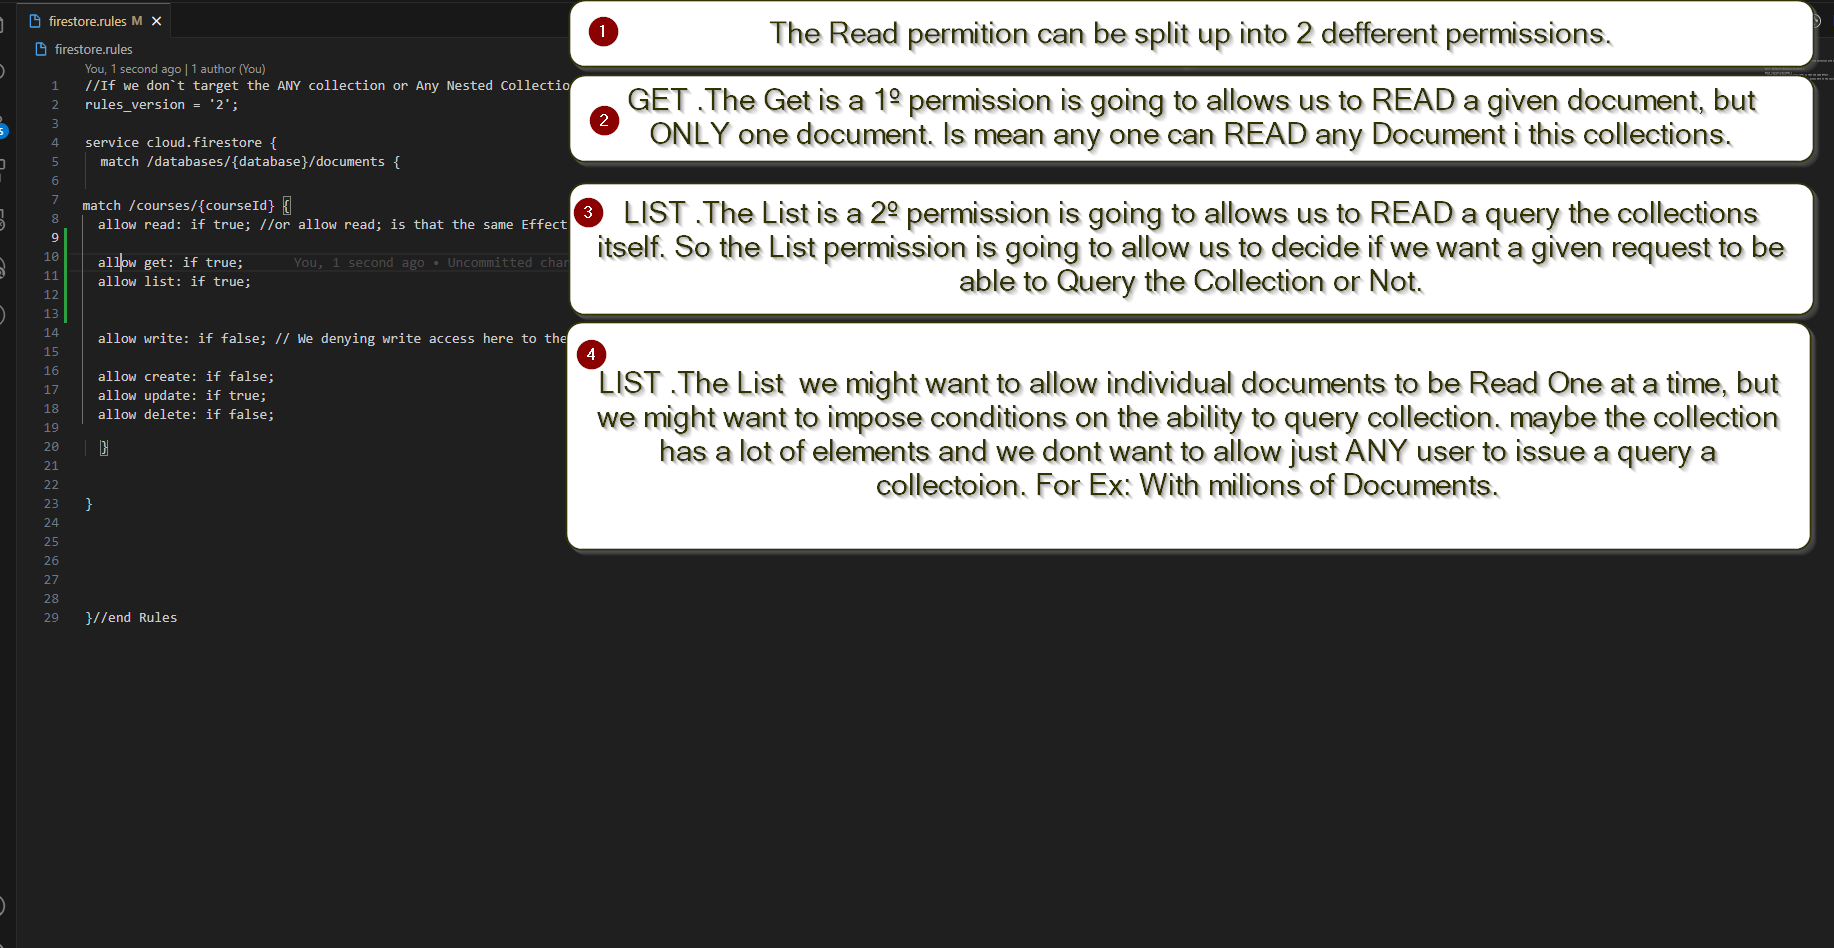 firestore.rules M
firestore.rules
You, 1 second ago | 1 author (You)
1 //If we don`t target the ANY collection or Any Nested Collectio
2 rules_version = '2';
3
4 service cloud.firestore {
5 match /databases/{database}/documents {
6
7 match /courses/{courseId} {
8 allow read: if true; //or allow read; is that the same Effect
9
10 allow get: if true; You, 1 second ago • Uncommitted char
11 allow list: if true;
12
13
14 allow write: if false; // We denying write access here to the
15
16 allow create: if false;
17 allow update: if true;
18 allow delete: if false;
19
20 }
21
22
23 }
24
25
26
27
28
29 }//end Rules
1 The Read permition can be split up into 2 defferent permissions.
2 GET .The Get is a 1º permission is going to allows us to READ a given document, but
ONLY one document. Is mean any one can READ any Document i this collections.
3 LIST .The List is a 2º permission is going to allows us to READ a query the collections
itself. So the List permission is going to allow us to decide if we want a given request to be
able to Query the Collection or Not.
4
LIST .The List we might want to allow individual documents to be Read One at a time, but
we might want to impose conditions on the ability to query collection. maybe the collection
has a lot of elements and we dont want to allow just ANY user to issue a query a
collectoion. For Ex: With milions of Documents.